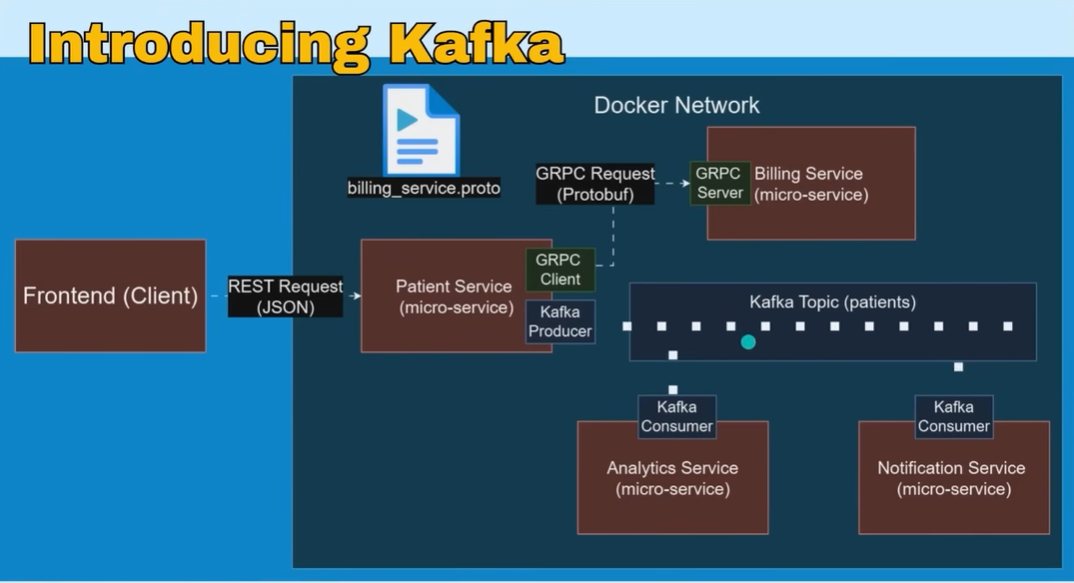 Introducing Kafka
Docker Network
billing_service.proto
GRPC Request
(Protobuf)
GRPC
Server
Billing Service
(micro-service)
Frontend (Client)
REST Request
(JSON)
Patient Service
(micro-service)
GRPC
Client
Kafka
Producer
Kafka Topic (patients)
Kafka
Consumer
Analytics Service
(micro-service)
Kafka
Consumer
Notification Service
(micro-service)